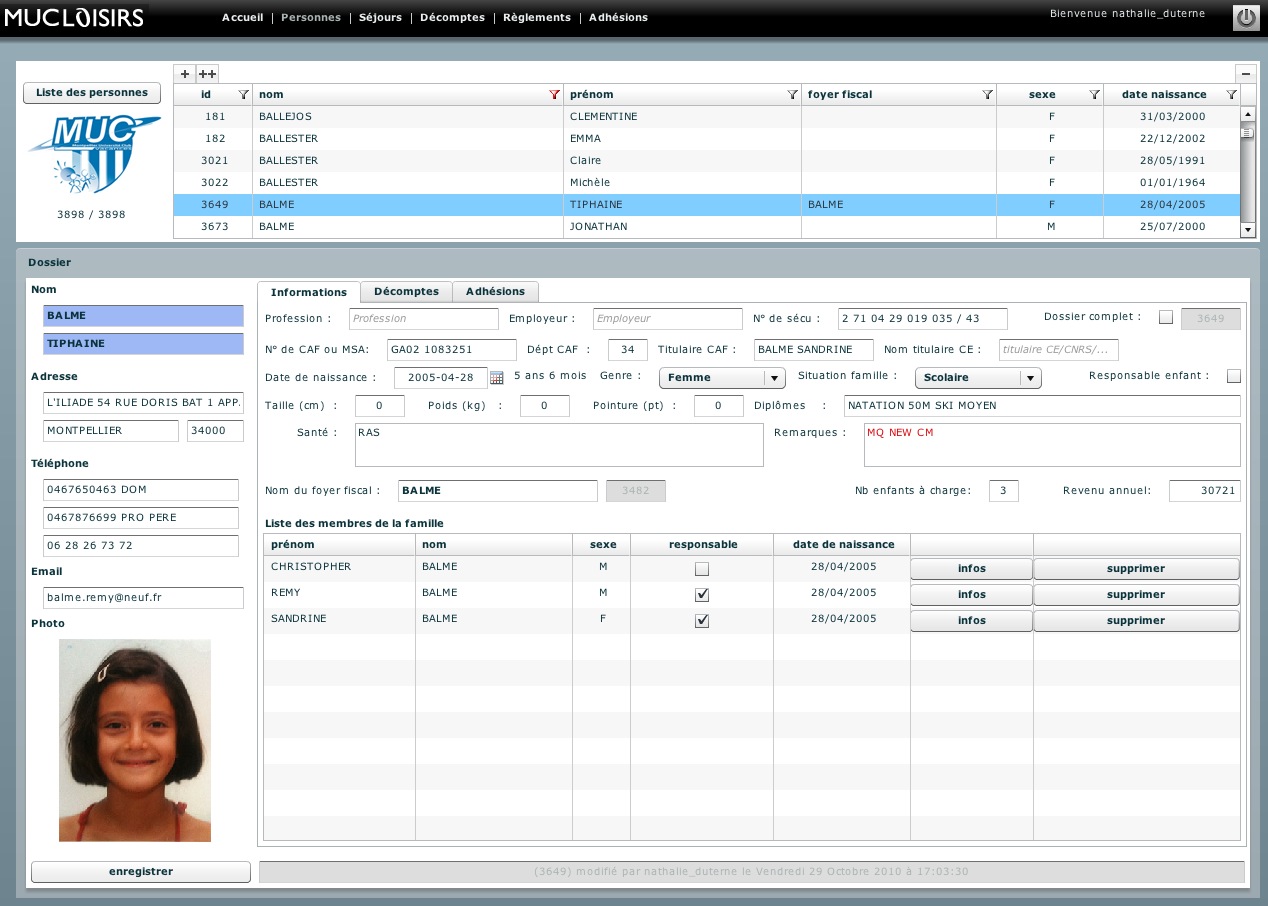 MUCLOISIRS
Accueil | Personnes | Séjours | Décomptes | Règlements | Adhésions
Bienvenue nathalie_duterne
Liste des personnes
MUC
3898 / 3898
+ ++ −
id nom prénom foyer fiscal sexe date naissance
181 BALLEJOS CLEMENTINE F 31/03/2000
182 BALLESTER EMMA F 22/12/2002
3021 BALLESTER Claire F 28/05/1991
3022 BALLESTER Michèle F 01/01/1964
3649 BALME TIPHAINE BALME F 28/04/2005
3673 BALME JONATHAN M 25/07/2000
Dossier
Nom
BALME
TIPHAINE
Adresse
L'ILIADE 54 RUE DORIS BAT 1 APP.
MONTPELLIER 34000
Téléphone
0467650463 DOM
0467876699 PRO PERE
06 28 26 73 72
Email
balme.remy@neuf.fr
Photo
enregistrer
Informations Décomptes Adhésions
Profession : Profession Employeur : Employeur N° de sécu : 2 71 04 29 019 035 / 43 Dossier complet : 3649
N° de CAF ou MSA: GA02 1083251 Dépt CAF : 34 Titulaire CAF : BALME SANDRINE Nom titulaire CE : titulaire CE/CNRS/...
Date de naissance : 2005-04-28 5 ans 6 mois Genre : Femme Situation famille : Scolaire Responsable enfant :
Taille (cm) : 0 Poids (kg) : 0 Pointure (pt) : 0 Diplômes : NATATION 50M SKI MOYEN
Santé : RAS Remarques : MQ NEW CM
Nom du foyer fiscal : BALME 3482 Nb enfants à charge: 3 Revenu annuel: 30721
Liste des membres de la famille
prénom nom sexe responsable date de naissance
CHRISTOPHER BALME M 28/04/2005 infos supprimer
REMY BALME M 28/04/2005 infos supprimer
SANDRINE BALME F 28/04/2005 infos supprimer
(3649) modifié par nathalie_duterne le Vendredi 29 Octobre 2010 à 17:03:30